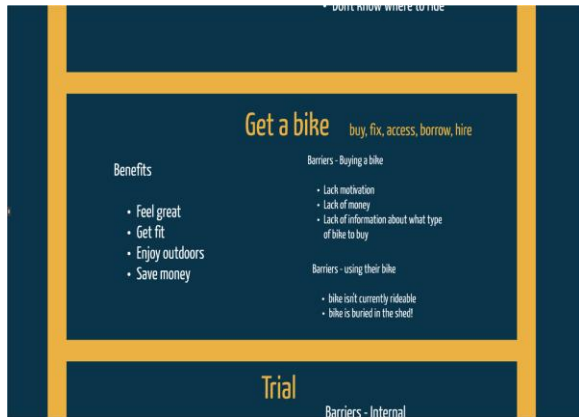 • Don't know where to ride
Get a bike buy, fix, access, borrow, hire
Benefits
• Feel great
• Get fit
• Enjoy outdoors
• Save money
Barriers - Buying a bike
• Lack motivation
• Lack of money
• Lack of information about what type
of bike to buy
Barriers - using their bike
• bike isn't currently rideable
• bike is buried in the shed!
Trial
Barriers - Internal